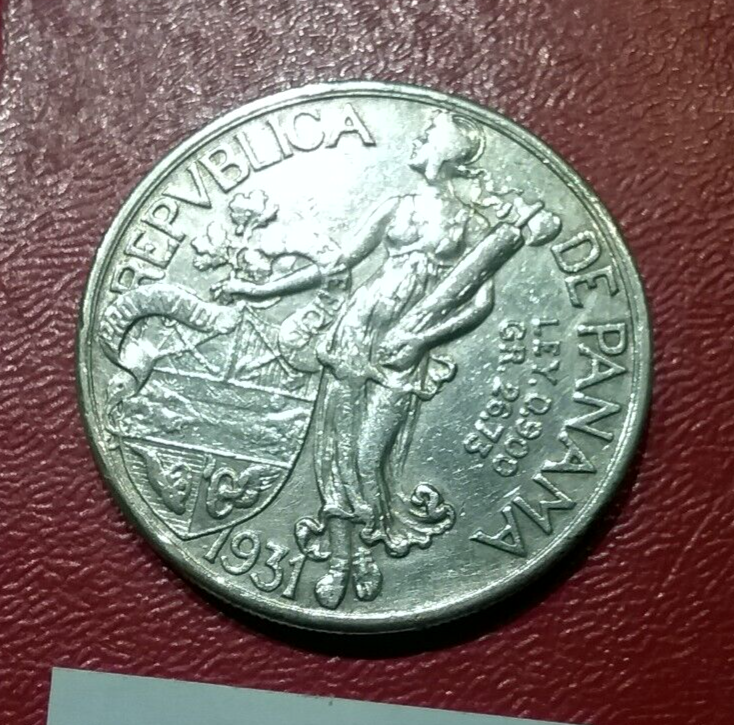 REPVBLICA DE PANAMA
LEY. 0.900
GR. 26.73
1931